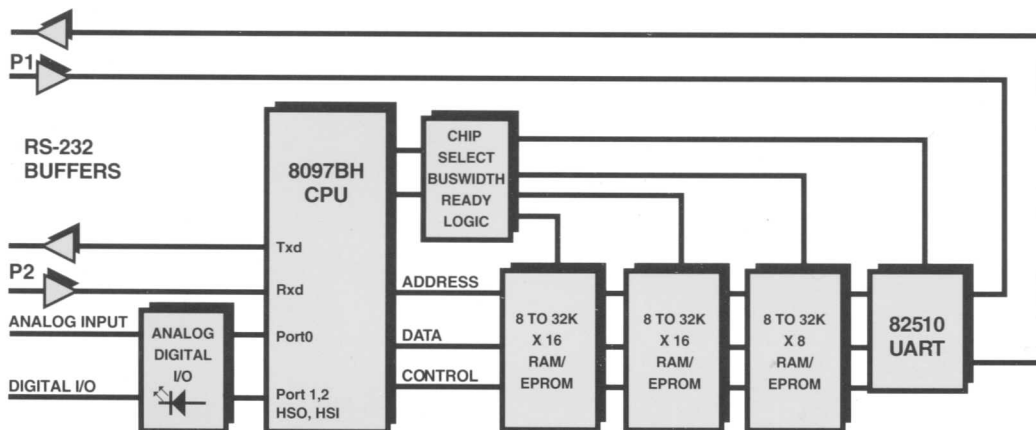 P1
RS-232
BUFFERS
P2
ANALOG INPUT
DIGITAL I/O
ANALOG
DIGITAL
I/O
8097BH
CPU
Txd
Rxd
Port0
Port 1,2
HSO, HSI
CHIP
SELECT
BUSWIDTH
READY
LOGIC
ADDRESS
DATA
CONTROL
8 TO 32K
X 16
RAM/
EPROM
8 TO 32K
X 16
RAM/
EPROM
8 TO 32K
X 8
RAM/
EPROM
82510
UART